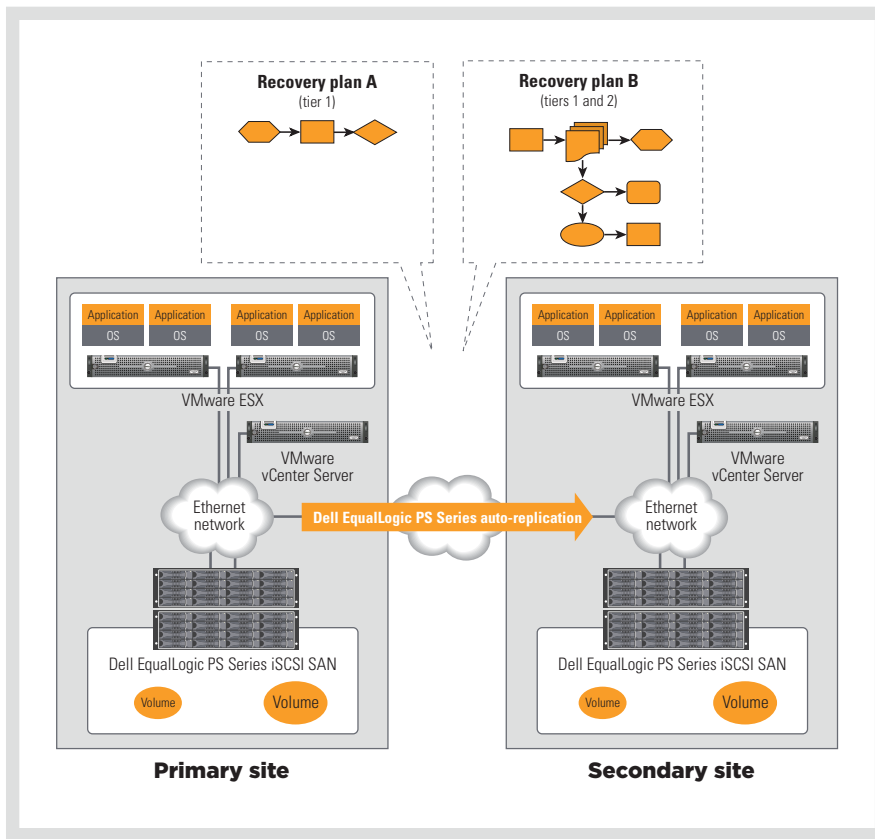 Recovery plan A
(tier 1)
Recovery plan B
(tiers 1 and 2)
Application
Application
Application
Application
OS
OS
OS
OS
VMware ESX
VMware
vCenter Server
Ethernet
network
Dell EqualLogic PS Series auto-replication
Dell EqualLogic PS Series iSCSI SAN
Volume
Volume
Primary site
Application
Application
Application
Application
OS
OS
OS
OS
VMware ESX
VMware
vCenter Server
Ethernet
network
Dell EqualLogic PS Series iSCSI SAN
Volume
Volume
Secondary site